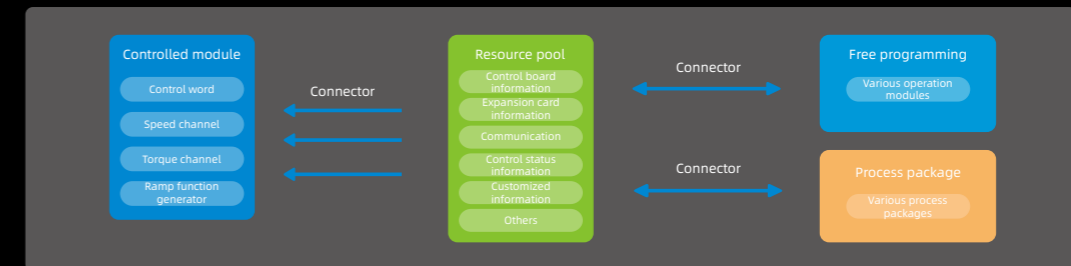 Controlled module
Control word
Speed channel
Torque channel
Ramp function
generator
Connector
Resource pool
Control board
information
Expansion card
information
Communication
Control status
information
Customized
information
Others
Connector
Connector
Free programming
Various operation
modules
Process package
Various process
packages